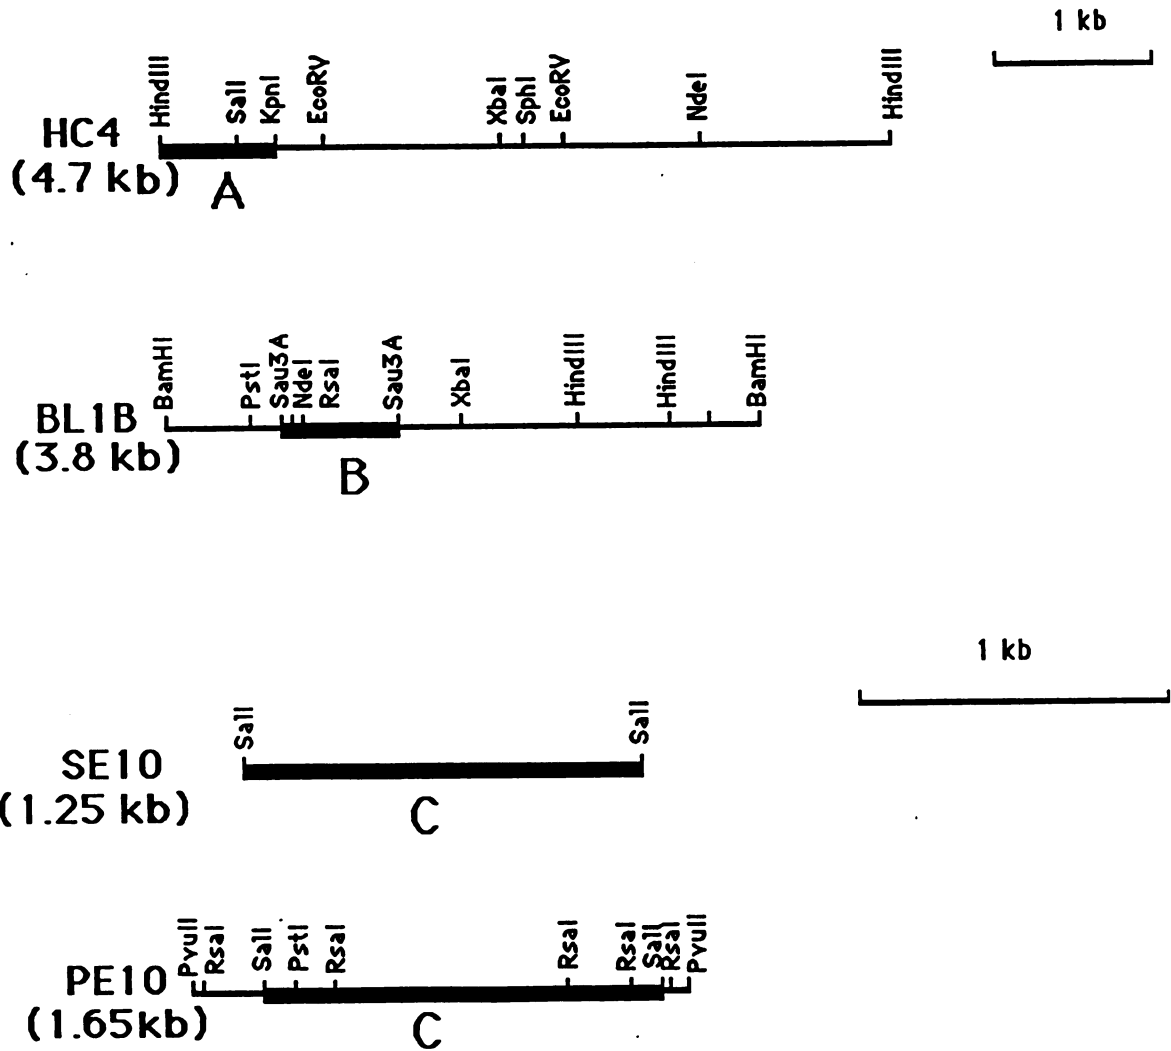 1 kb
HindIII
SalI
KpnI
EcoRV
XbaI
SphI
EcoRV
NdeI
HindIII
HC4
(4.7 kb)
A
BamHI
PstI
Sau3A
NdeI
RsaI
Sau3A
XbaI
HindIII
HindIII
BamHI
BL1B
(3.8 kb)
B
1 kb
SalI
SalI
SE10
(1.25 kb)
C
PvuII
RsaI
SalI
PstI
RsaI
RsaI
RsaI
SalI
RsaI
PvuII
PE10
(1.65kb)
C